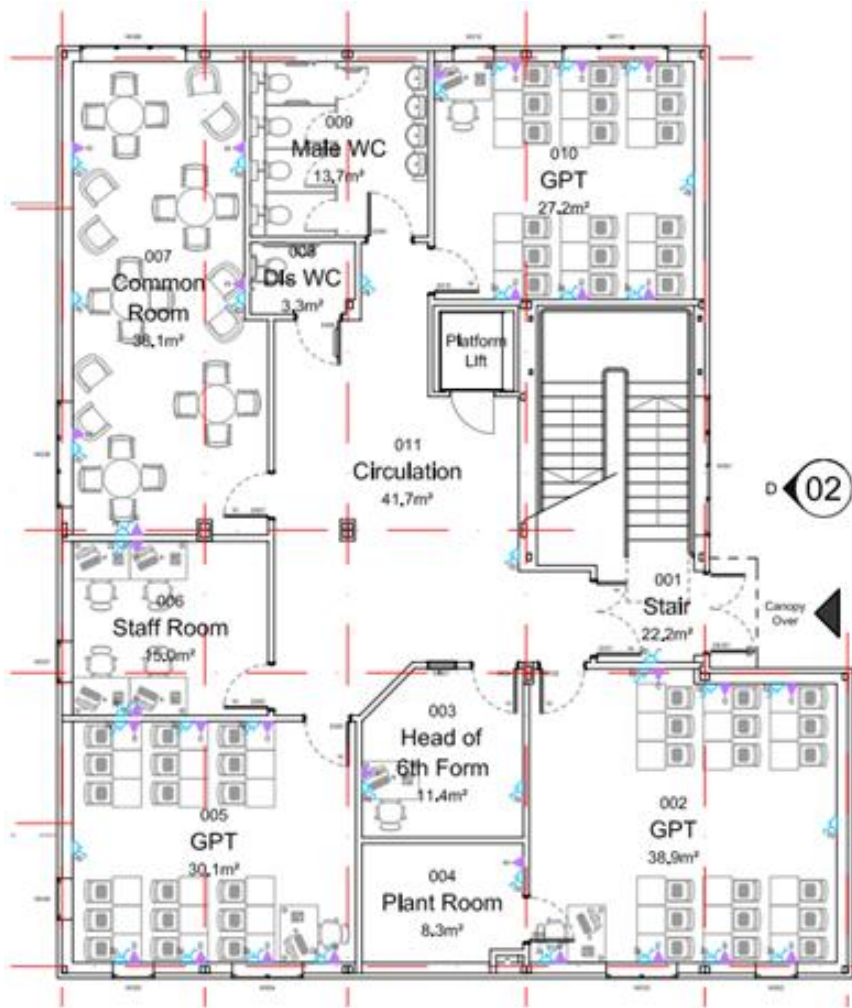 009
Male WC
13.7m²
010
GPT
27.2m²
007
Common
Room
38.1m²
008
Dis WC
3.3m²
Platform
Lift
011
Circulation
41.7m²
D
02
001
Stair
22.2m²
Canopy
Over
006
Staff Room
15.0m²
003
Head of
6th Form
11.4m²
005
GPT
30.1m²
002
GPT
38.9m²
004
Plant Room
8.3m²